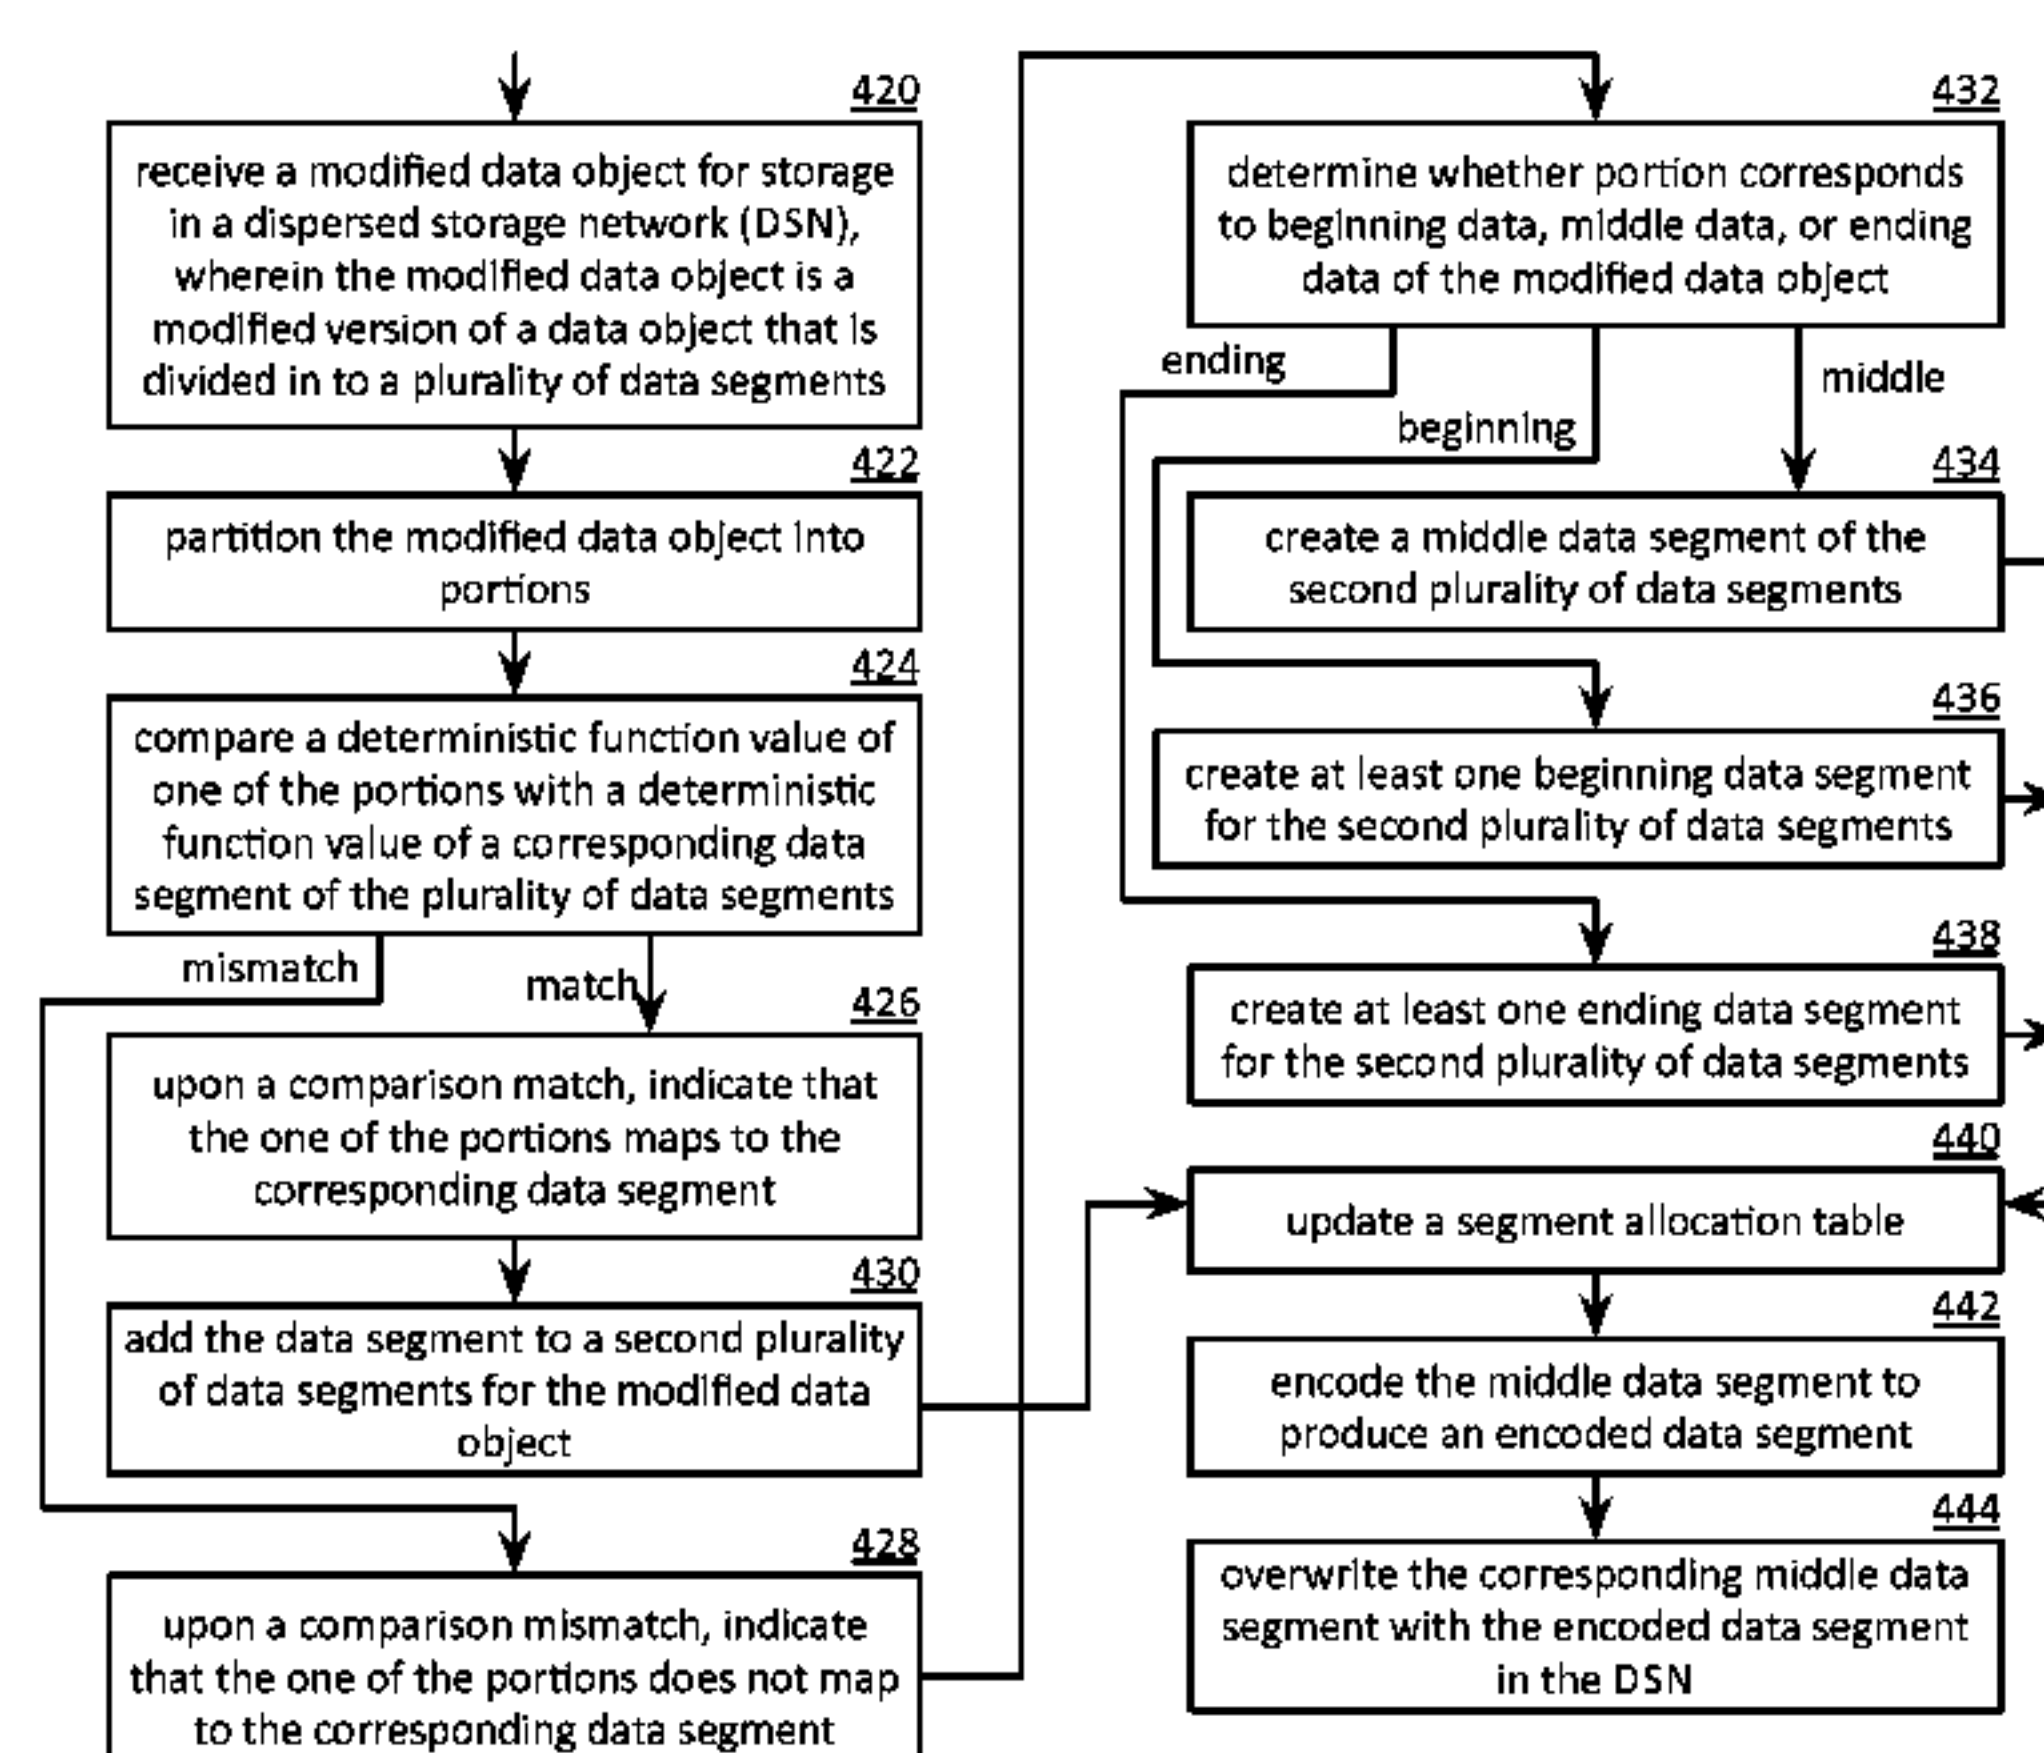 420
receive a modified data object for storage
in a dispersed storage network (DSN),
wherein the modified data object is a
modified version of a data object that is
divided in to a plurality of data segments
422
partition the modified data object into
portions
424
compare a deterministic function value of
one of the portions with a deterministic
function value of a corresponding data
segment of the plurality of data segments
mismatch
match
426
upon a comparison match, indicate that
the one of the portions maps to the
corresponding data segment
430
add the data segment to a second plurality
of data segments for the modified data
object
428
upon a comparison mismatch, indicate
that the one of the portions does not map
to the corresponding data segment
432
determine whether portion corresponds
to beginning data, middle data, or ending
data of the modified data object
ending
middle
beginning
434
create a middle data segment of the
second plurality of data segments
436
create at least one beginning data segment
for the second plurality of data segments
438
create at least one ending data segment
for the second plurality of data segments
440
update a segment allocation table
442
encode the middle data segment to
produce an encoded data segment
444
overwrite the corresponding middle data
segment with the encoded data segment
in the DSN